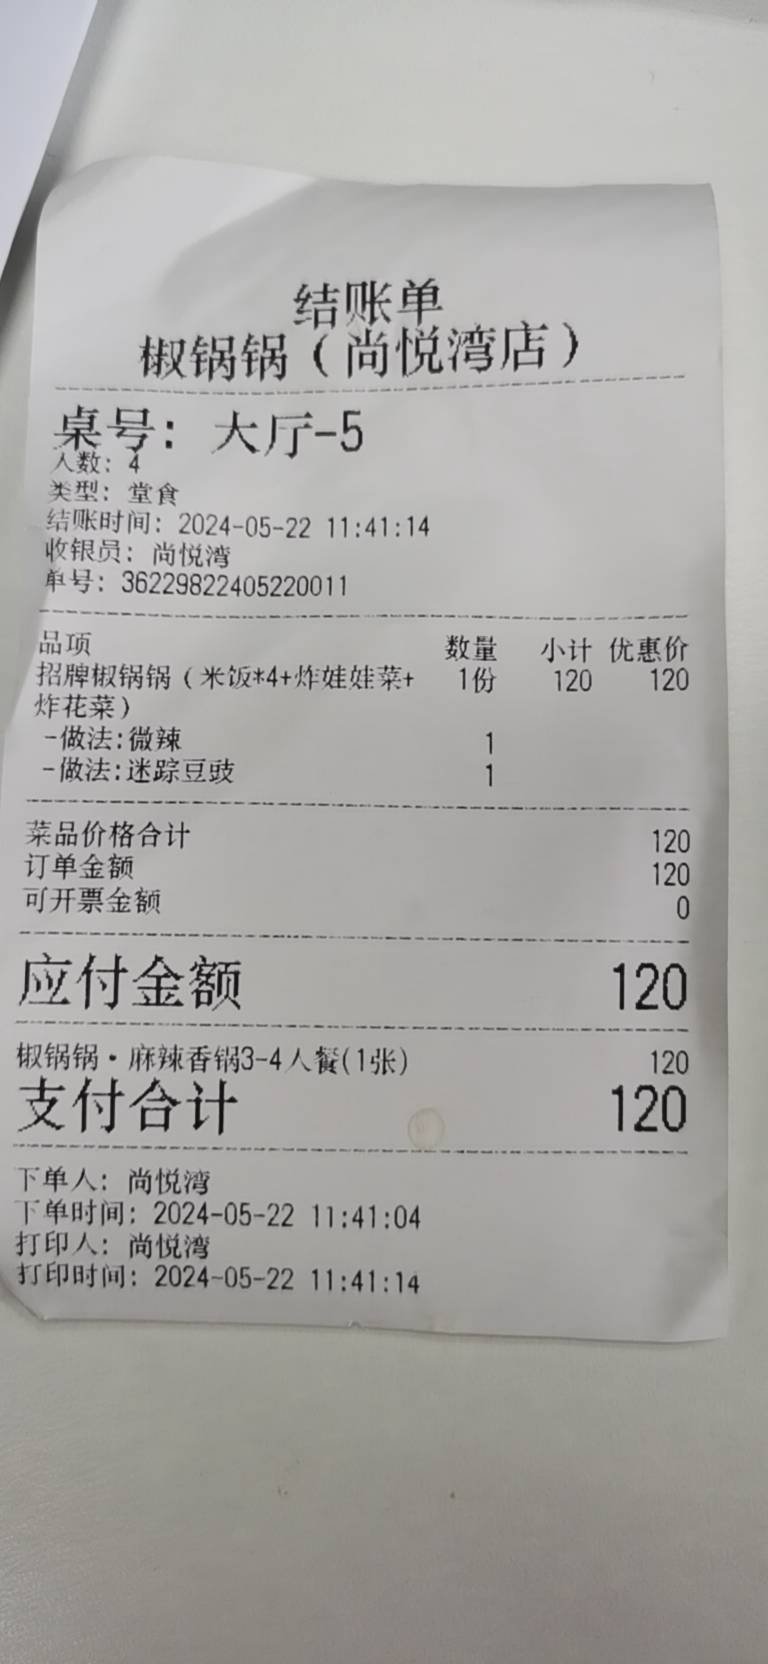 结账单
椒锅锅（尚悦湾店）
桌号：大厅-5
人数：4
类型：堂食
结账时间：2024-05-22 11:41:14
收银员：尚悦湾
单号：36229822405220011
品项 数量 小计 优惠价
招牌椒锅锅（米饭*4+炸娃娃菜+ 1份 120 120
炸花菜）
-做法:微辣 1
-做法:迷踪豆豉 1
菜品价格合计 120
订单金额 120
可开票金额 0
应付金额 120
椒锅锅·麻辣香锅3-4人餐(1张) 120
支付合计 120
下单人：尚悦湾
下单时间：2024-05-22 11:41:04
打印人：尚悦湾
打印时间：2024-05-22 11:41:14